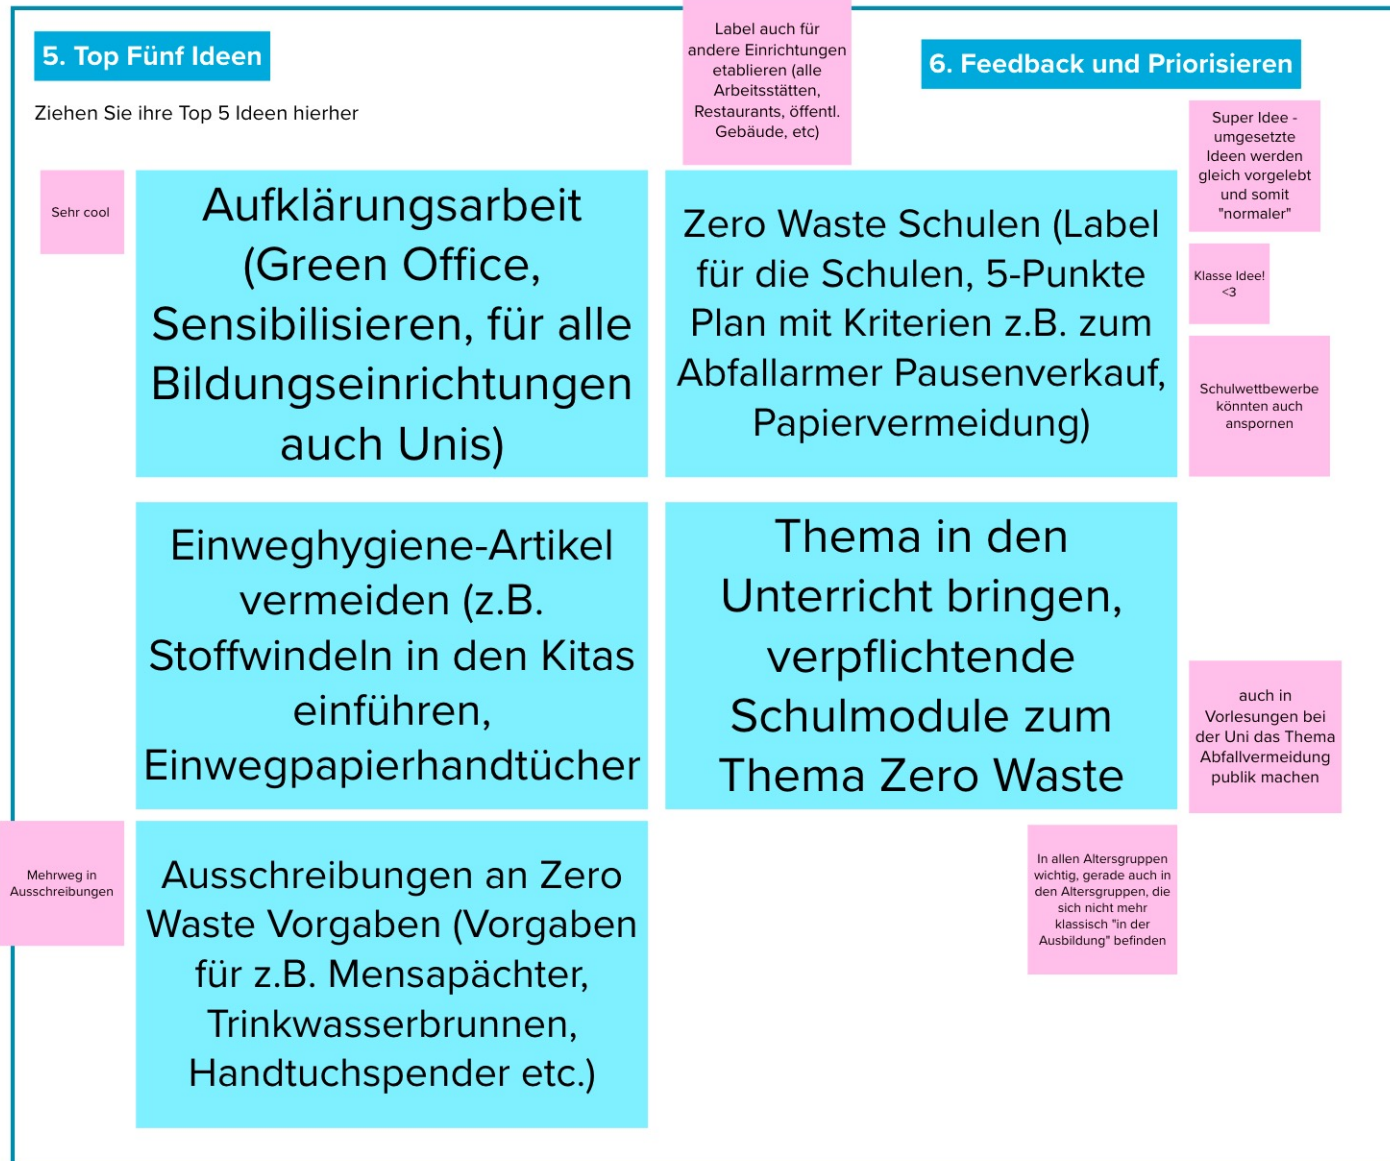 5. Top Fünf Ideen
Ziehen Sie ihre Top 5 Ideen hierher
Label auch für
andere Einrichtungen
etablieren (alle
Arbeitsstätten,
Restaurants, öffentl.
Gebäude, etc)
6. Feedback und Priorisieren
Sehr cool
Aufklärungsarbeit
(Green Office,
Sensibilisieren, für alle
Bildungseinrichtungen
auch Unis)
Zero Waste Schulen (Label
für die Schulen, 5-Punkte
Plan mit Kriterien z.B. zum
Abfallarmer Pausenverkauf,
Papiervermeidung)
Super Idee -
umgesetzte
Ideen werden
gleich vorgelebt
und somit
"normaler"
Klasse Idee!
<3
Schulwettbewerbe
könnten auch
anspornen
Einweghygiene-Artikel
vermeiden (z.B.
Stoffwindeln in den Kitas
einführen,
Einwegpapierhandtücher
Thema in den
Unterricht bringen,
verpflichtende
Schulmodule zum
Thema Zero Waste
auch in
Vorlesungen bei
der Uni das Thema
Abfallvermeidung
publik machen
Mehrweg in
Ausschreibungen
Ausschreibungen an Zero
Waste Vorgaben (Vorgaben
für z.B. Mensapächter,
Trinkwasserbrunnen,
Handtuchspender etc.)
In allen Altersgruppen
wichtig, gerade auch in
den Altersgruppen, die
sich nicht mehr
klassisch "in der
Ausbildung" befinden